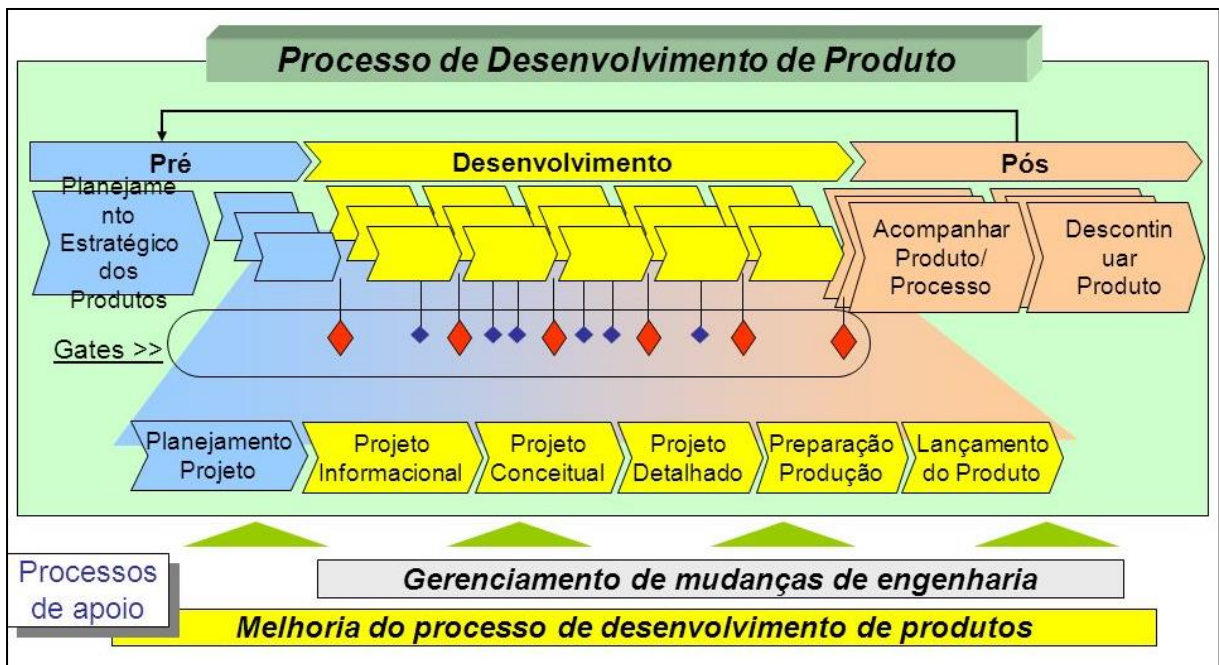 Processo de Desenvolvimento de Produto
Pré
Desenvolvimento
Pós
Planejame
nto
Estratégico
dos
Produtos
Acompanhar
Produto/
Processo
Descontin
uar
Produto
Gates >>
Planejamento
Projeto
Projeto
Informacional
Projeto
Conceitual
Projeto
Detalhado
Preparação
Produção
Lançamento
do Produto
Processos
de apoio
Gerenciamento de mudanças de engenharia
Melhoria do processo de desenvolvimento de produtos